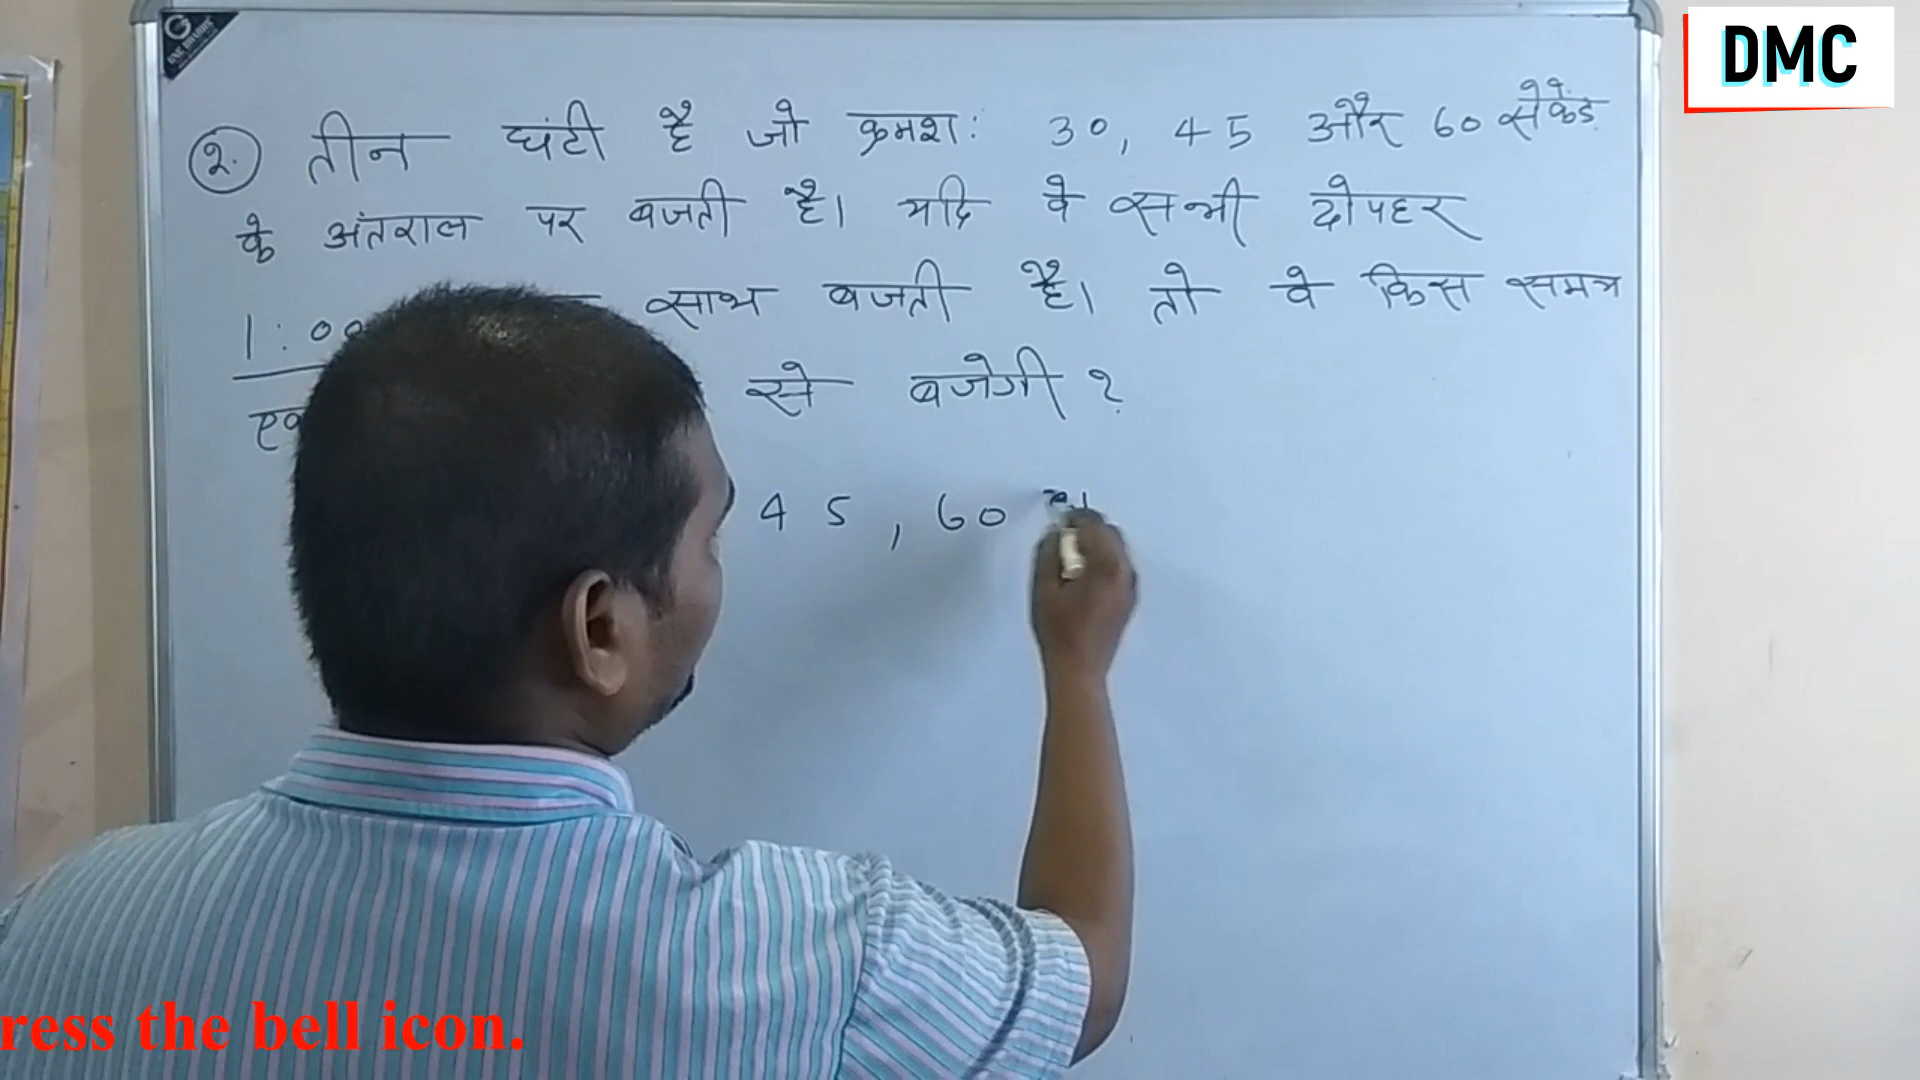 DMC
२. तीन घंटी है जो क्रमश: 30, 45 और 60 सेकेंड
के अंतराल पर बजती है। यदि वे सभी दोपहर
1:00 साथ बजती है। तो वे किस समय
से बजेगी ?
45, 60 का
ress the bell icon.